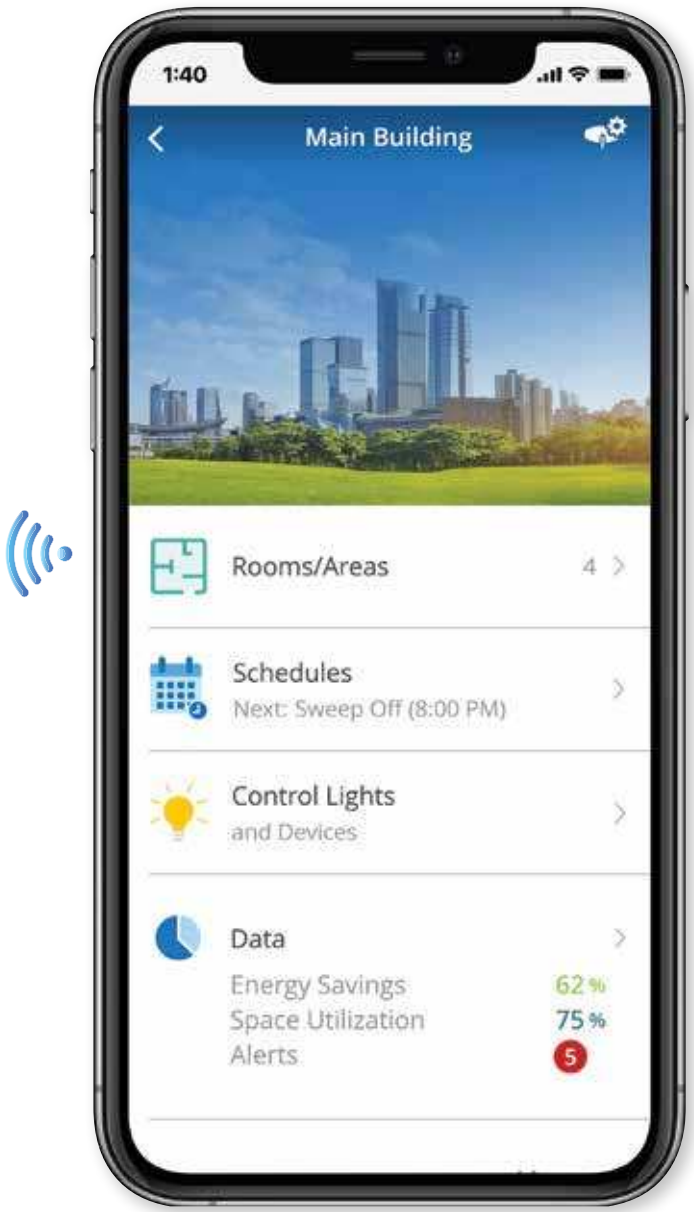 1:40
Main Building
Rooms/Areas 4
Schedules
Next: Sweep Off (8:00 PM)
Control Lights
and Devices
Data
Energy Savings 62%
Space Utilization 75%
Alerts 5